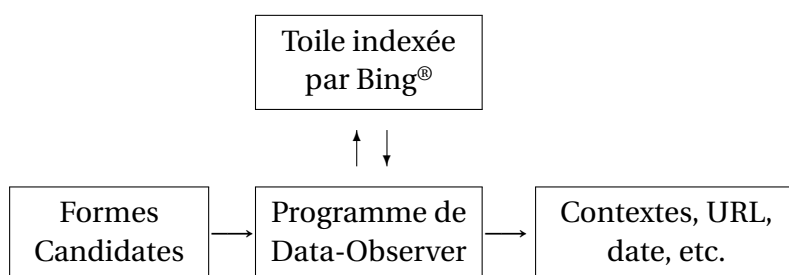 Toile indexée
par Bing®
Formes
Candidates
Programme de
Data-Observer
Contextes, URL,
date, etc.